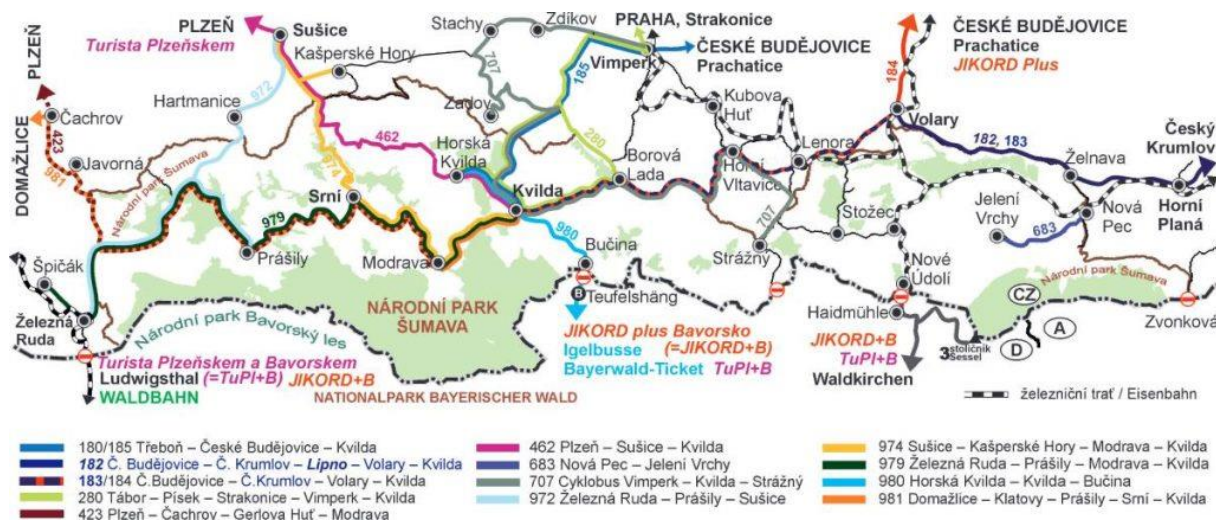 PLZEŇ
Turista Plzeňskem
Sušice
Kašperské Hory
Stachy
Zdíkov
PRAHA, Strakonice
Vimperk
ČESKÉ BUDĚJOVICE
Prachatice
ČESKÉ BUDĚJOVICE
Prachatice
JIKORD Plus
PLZEŇ
DOMAŽLICE
Čachrov
423
981
Javorná
Hartmanice
972
974
462
707
185
280
Zadov
Horská
Kvilda
Kubova
Huť
184
Volary
182, 183
Český
Krumlov
Lenora
Borová
Lada
Horní
Vltavice
Želnava
Horní
Planá
Národní park Šumava
Srní
Kvilda
979
980
707
Stožec
Jelení
Vrchy
683
Nová
Pec
Prášily
Modrava
Bučina
Strážný
Nové
Údolí
Národní park Šumava
Špičák
Železná
Ruda
Národní park Bavorský les
NÁRODNÍ PARK
ŠUMAVA
B
Teufelshäng
Haidmühle
CZ
A
D
Zvonková
3 stoličník
Sessel
JIKORD plus Bavorsko
(=JIKORD+B)
Igelbusse
Bayerwald-Ticket TuPl+B
JIKORD+B
TuPl+B
Waldkirchen
Turista Plzeňskem a Bavorskem
Ludwigsthal (=TuPl+B) JIKORD+B
WALDBAHN
NATIONALPARK BAYERISCHER WALD
železniční trať / Eisenbahn
180/185 Třeboň – České Budějovice – Kvilda
182 Č. Budějovice – Č. Krumlov – Lipno – Volary – Kvilda
183/184 Č.Budějovice – Č.Krumlov – Volary – Kvilda
280 Tábor – Písek – Strakonice – Vimperk – Kvilda
423 Plzeň – Čachrov – Gerlova Huť – Modrava
462 Plzeň – Sušice – Kvilda
683 Nová Pec – Jelení Vrchy
707 Cyklobus Vimperk – Kvilda – Strážný
972 Železná Ruda – Prášily – Sušice
974 Sušice – Kašperské Hory – Modrava – Kvilda
979 Železná Ruda – Prášily – Modrava – Kvilda
980 Horská Kvilda – Kvilda – Bučina
981 Domažlice – Klatovy – Prášily – Srní – Kvilda